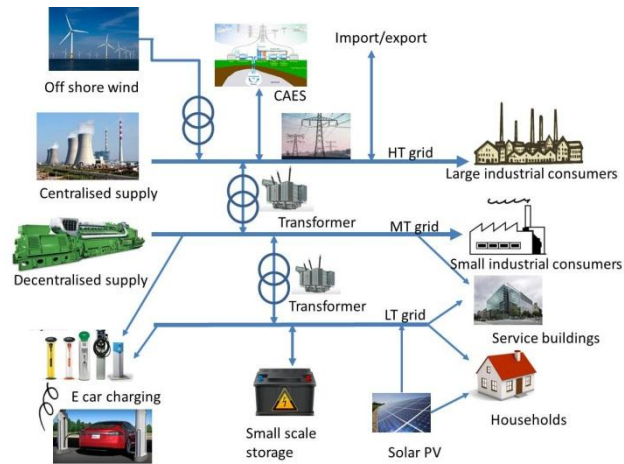 Import/export
Off shore wind
CAES
HT grid
Centralised supply
Large industrial consumers
Transformer
MT grid
Decentralised supply
Small industrial consumers
Transformer
LT grid
Service buildings
E car charging
Small scale
storage
Solar PV
Households